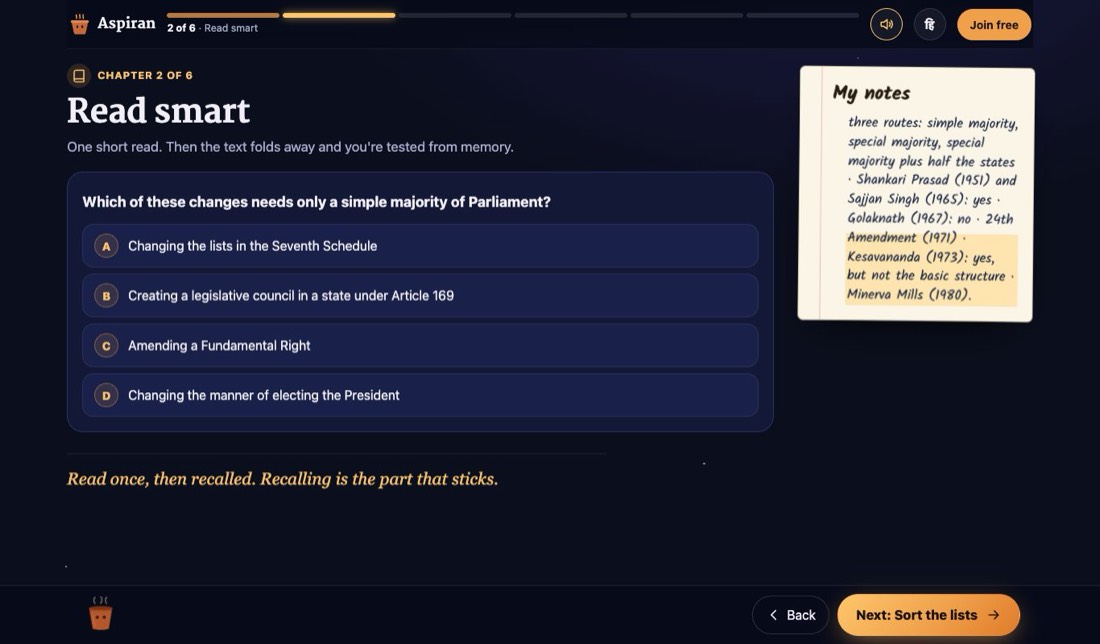 Aspiran
2 of 6 · Read smart
हि
Join free
CHAPTER 2 OF 6
Read smart
One short read. Then the text folds away and you're tested from memory.
Which of these changes needs only a simple majority of Parliament?
A Changing the lists in the Seventh Schedule
B Creating a legislative council in a state under Article 169
C Amending a Fundamental Right
D Changing the manner of electing the President
Read once, then recalled. Recalling is the part that sticks.
My notes
three routes: simple majority,
special majority, special
majority plus half the states
· Shankari Prasad (1951) and
Sajjan Singh (1965): yes ·
Golaknath (1967): no · 24th
Amendment (1971) ·
Kesavananda (1973): yes,
but not the basic structure ·
Minerva Mills (1980).
Back
Next: Sort the lists